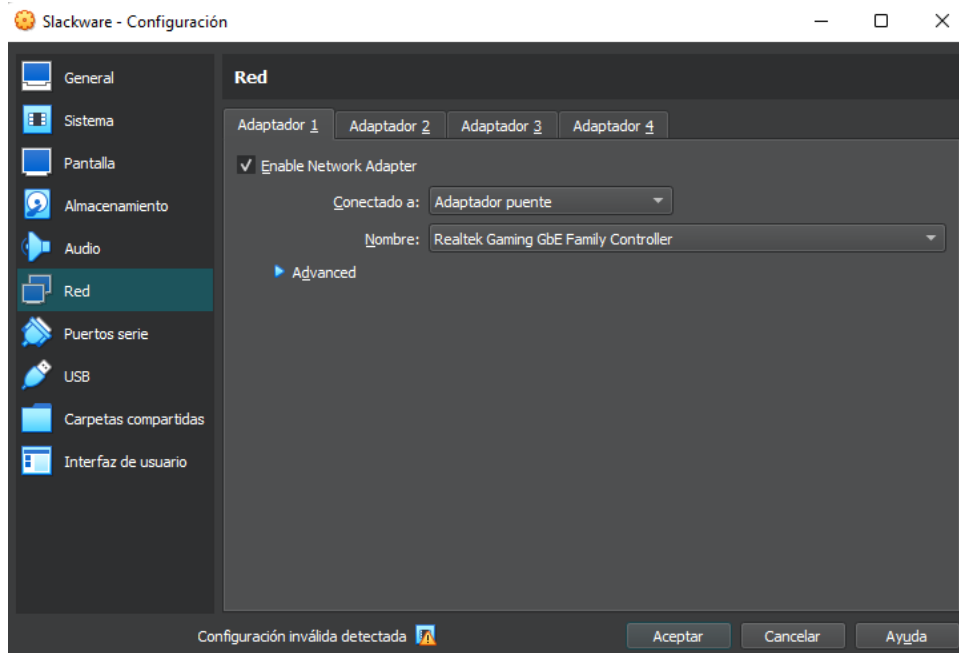 Slackware - Configuración
General
Sistema
Pantalla
Almacenamiento
Audio
Red
Puertos serie
USB
Carpetas compartidas
Interfaz de usuario
Red
Adaptador 1 Adaptador 2 Adaptador 3 Adaptador 4
Enable Network Adapter
Conectado a: Adaptador puente
Nombre: Realtek Gaming GbE Family Controller
Advanced
Configuración inválida detectada
Aceptar Cancelar Ayuda